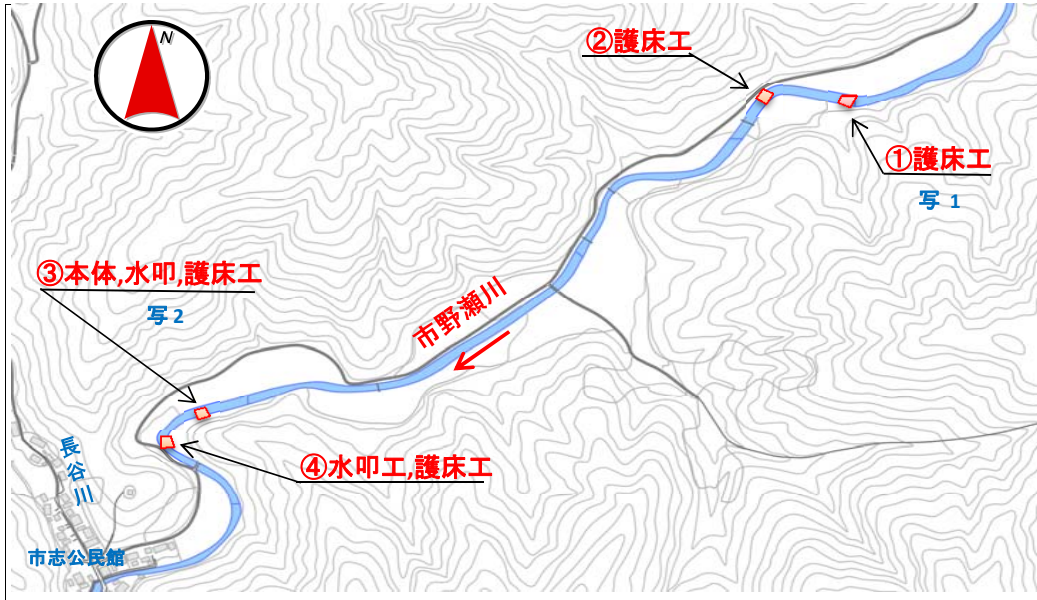 N
②護床工
①護床工
写 1
③本体,水叩,護床工
写 2
市野瀬川
④水叩工,護床工
長谷川
市志公民館